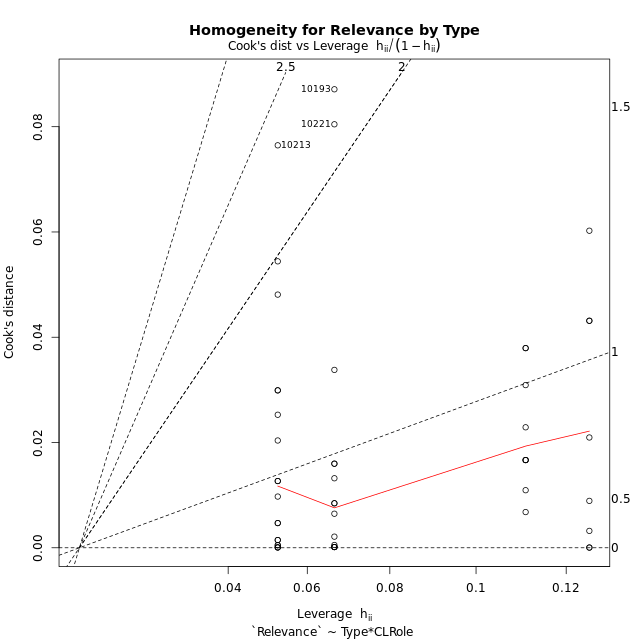 Homogeneity for Relevance by Type
Cook's dist vs Leverage hii/(1−hii)
2.5
2
10193
1.5
10221
10213
0.08
0.06
0.04
0.02
0.00
Cook's distance
1
0.5
0
0.04 0.06 0.08 0.1 0.12
Leverage hii
`Relevance` ~ Type*CLRole